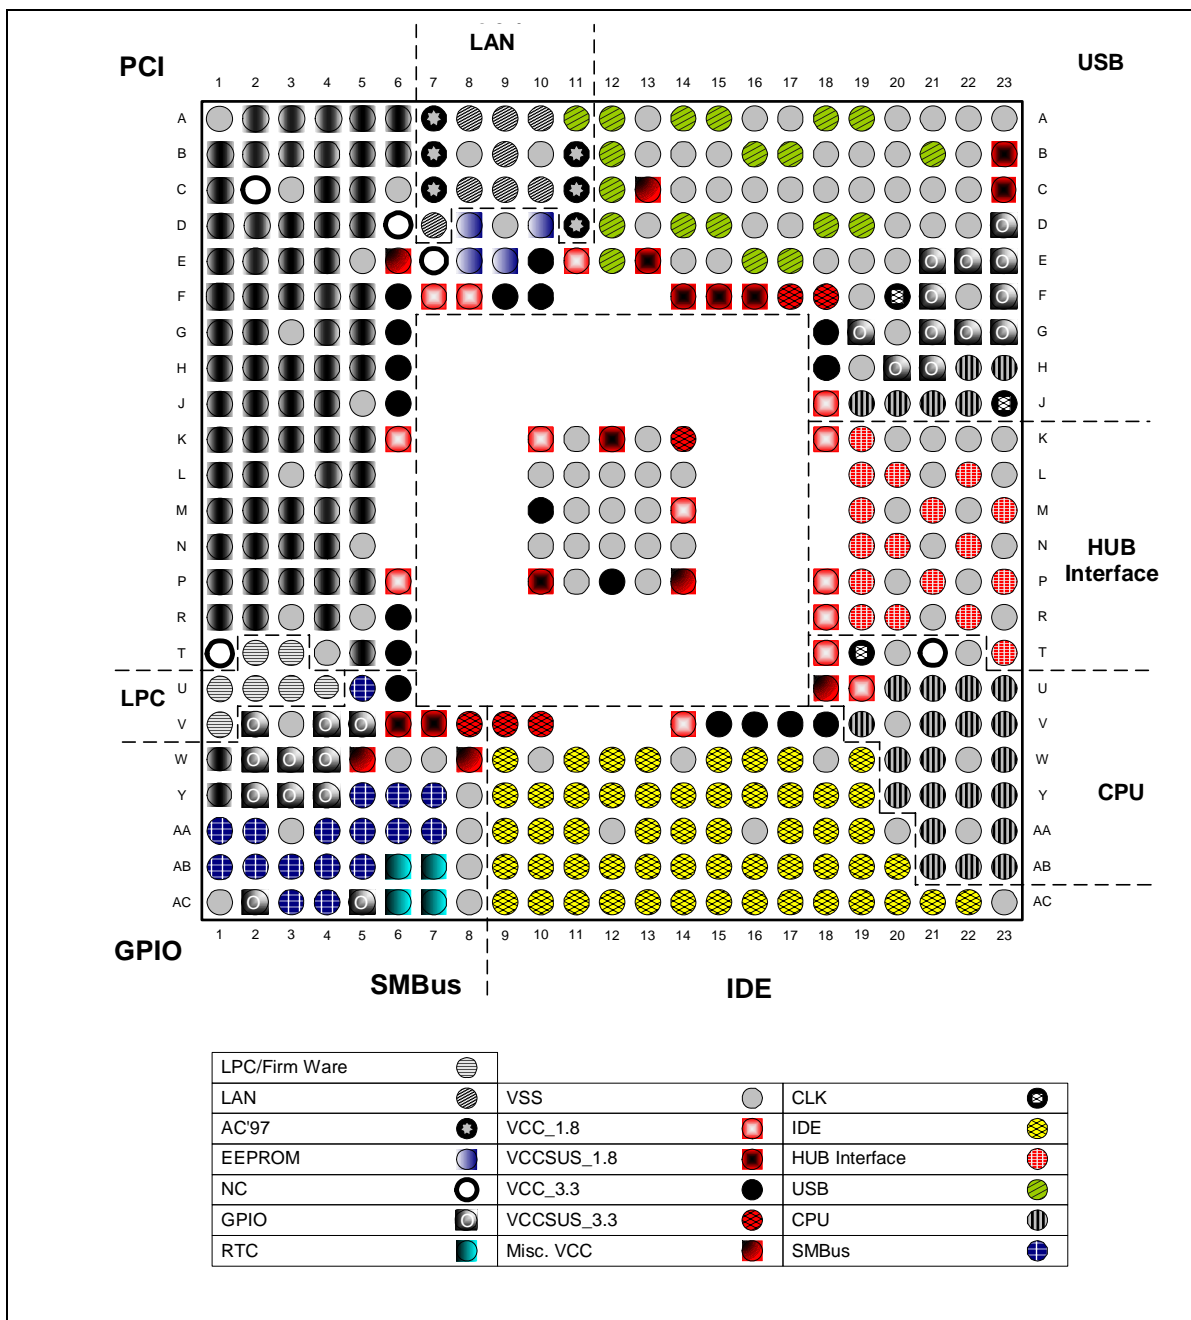 LAN
PCI
USB
1 2 3 4 5 6 7 8 9 10 11 12 13 14 15 16 17 18 19 20 21 22 23
A A
B B
C C
D D
E E
F F
G G
H H
J J
K K
L L
M M
N N
HUB
Interface
P P
R R
T T
LPC
U U
V V
W W
Y Y
CPU
AA AA
AB AB
AC AC
1 2 3 4 5 6 7 8 9 10 11 12 13 14 15 16 17 18 19 20 21 22 23
GPIO
SMBus
IDE
LPC/Firm Ware
LAN VSS CLK
AC'97 VCC_1.8 IDE
EEPROM VCCSUS_1.8 HUB Interface
NC VCC_3.3 USB
GPIO VCCSUS_3.3 CPU
RTC Misc. VCC SMBus